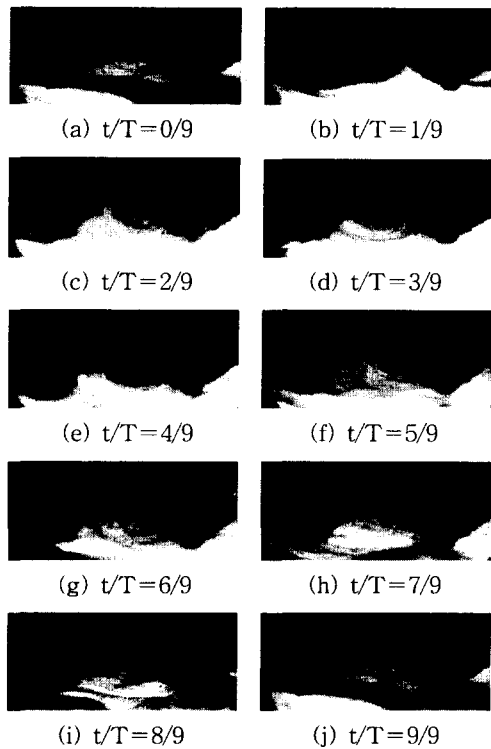 (a) t/T=0/9
(b) t/T=1/9
(c) t/T=2/9
(d) t/T=3/9
(e) t/T=4/9
(f) t/T=5/9
(g) t/T=6/9
(h) t/T=7/9
(i) t/T=8/9
(j) t/T=9/9